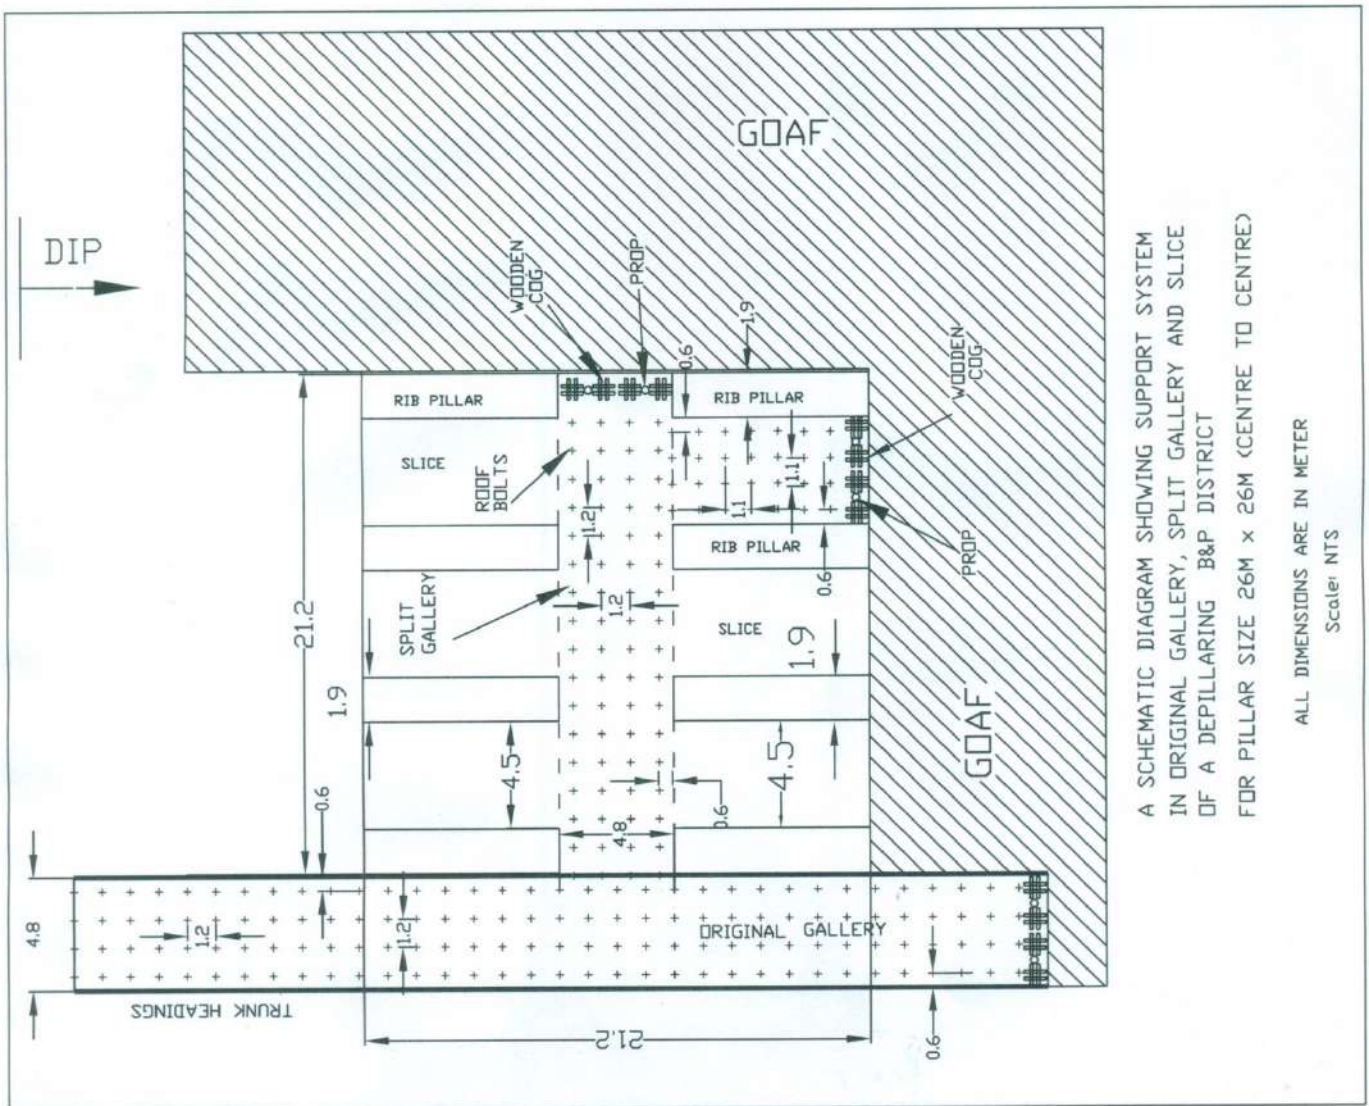 DIP
GOAF
WOODEN
COG
PROP
0.6
1.9
RIB PILLAR
RIB PILLAR
SLICE
ROOF
BOLTS
1.2
1.1
1.1
WOODEN
COG
21.2
RIB PILLAR
0.6
PROP
SPLIT
GALLERY
1.2
SLICE
1.9
1.9
GOAF
4.5
4.5
0.6
0.6
4.8
4.8
1.2
1.2
ORIGINAL GALLERY
TRUNK HEADINGS
21.2
0.6
A SCHEMATIC DIAGRAM SHOWING SUPPORT SYSTEM
IN ORIGINAL GALLERY, SPLIT GALLERY AND SLICE
OF A DEPILLARING B&P DISTRICT
FOR PILLAR SIZE 26M x 26M (CENTRE TO CENTRE)
ALL DIMENSIONS ARE IN METER
Scale: NTS